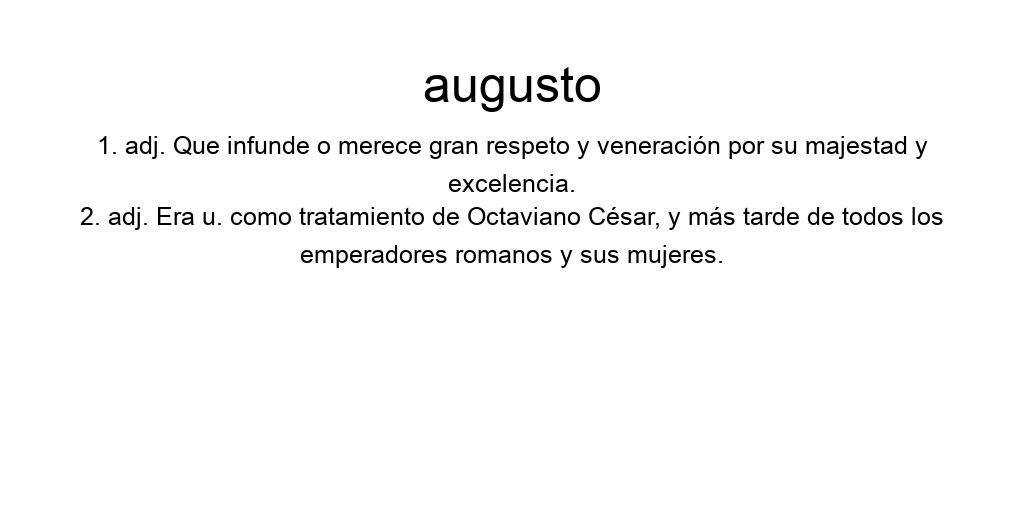 augusto
1. adj. Que infunde o merece gran respeto y veneración por su majestad y
excelencia.
2. adj. Era u. como tratamiento de Octaviano César, y más tarde de todos los
emperadores romanos y sus mujeres.